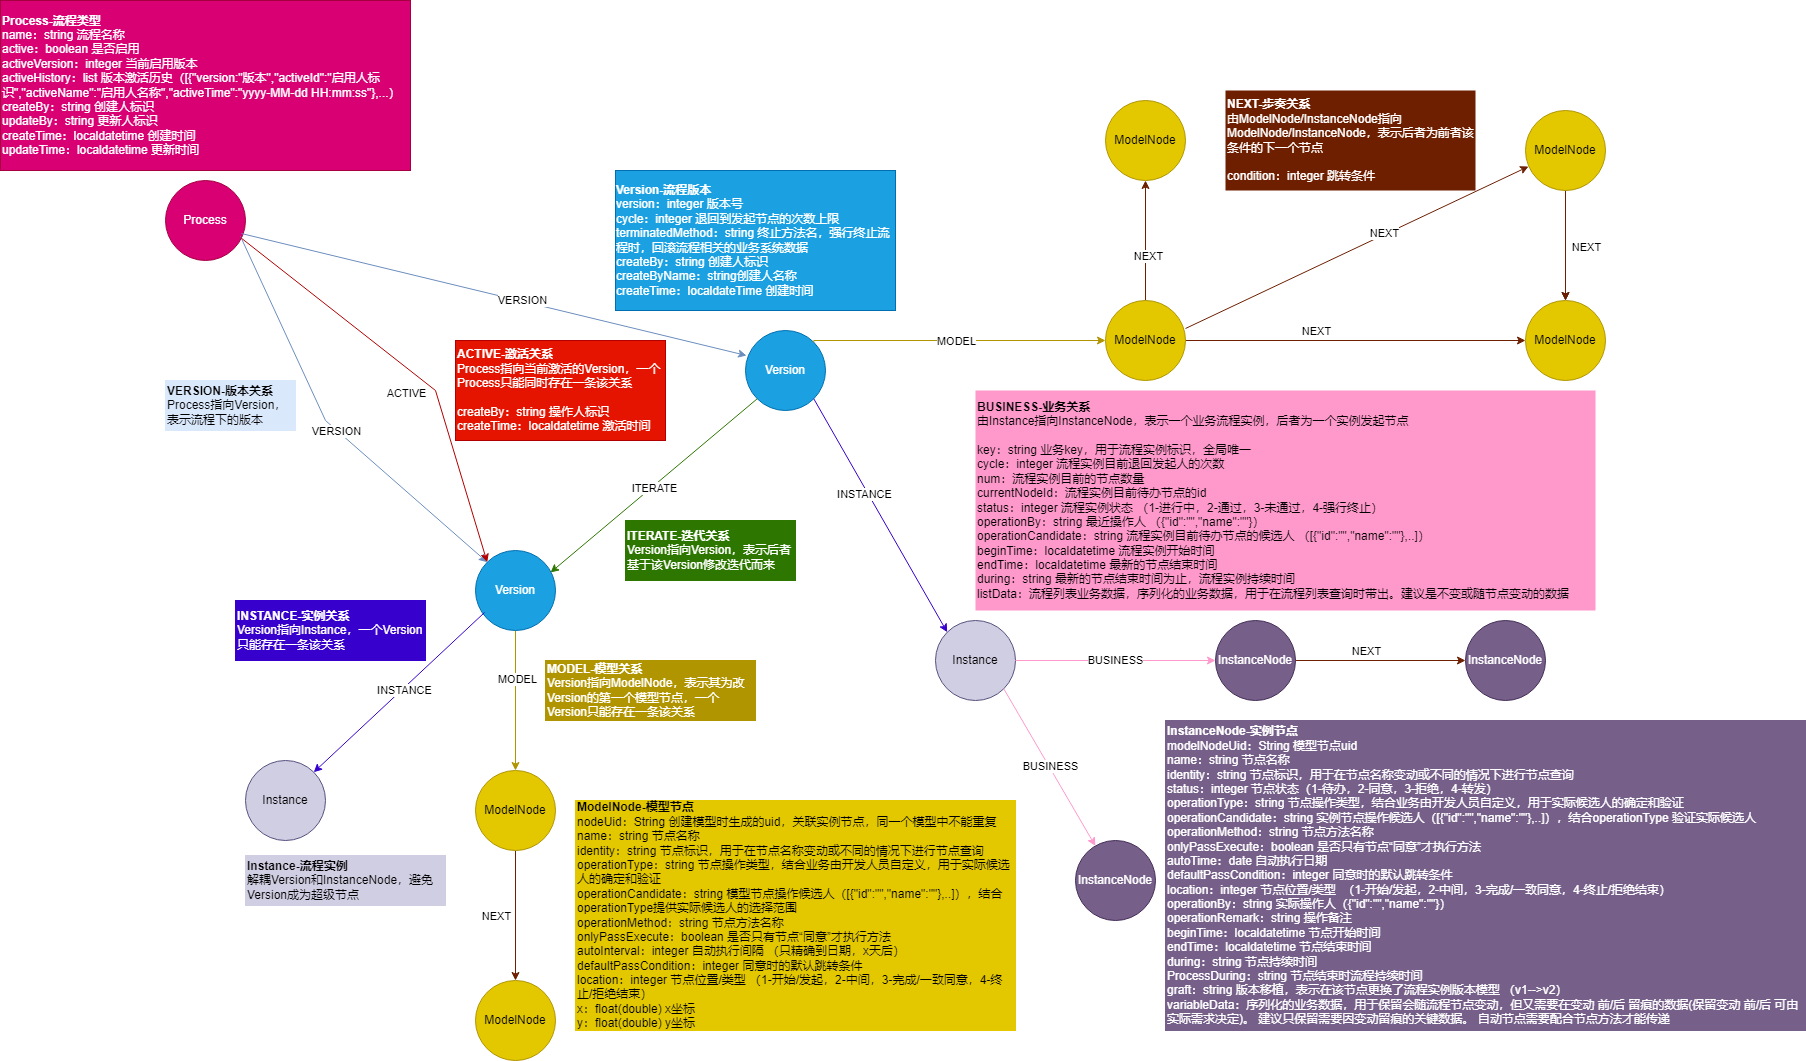 Process-流程类型
name：string 流程名称
active：boolean 是否启用
activeVersion：integer 当前启用版本
activeHistory：list 版本激活历史（[{"version:"版本","activeId":"启用人标
识","activeName":"启用人名称","activeTime":"yyyy-MM-dd HH:mm:ss"},...）
createBy：string 创建人标识
updateBy：string 更新人标识
createTime：localdatetime 创建时间
updateTime：localdatetime 更新时间
Process
Version-流程版本
version：integer 版本号
cycle：integer 退回到发起节点的次数上限
terminatedMethod：string 终止方法名，强行终止流
程时，回滚流程相关的业务系统数据
createBy：string 创建人标识
createByName：string创建人名称
createTime：localdateTime 创建时间
ModelNode
NEXT-步奏关系
由ModelNode/InstanceNode指向
ModelNode/InstanceNode，表示后者为前者该
条件的下一个节点
condition：integer 跳转条件
ModelNode
NEXT
NEXT
NEXT
VERSION
Version
MODEL
ModelNode
NEXT
ModelNode
VERSION-版本关系
Process指向Version，
表示流程下的版本
ACTIVE
VERSION
ACTIVE-激活关系
Process指向当前激活的Version，一个
Process只能同时存在一条该关系
createBy：string 操作人标识
createTime：localdatetime 激活时间
ITERATE
INSTANCE
ITERATE-迭代关系
Version指向Version，表示后者
基于该Version修改迭代而来
BUSINESS-业务关系
由Instance指向InstanceNode，表示一个业务流程实例，后者为一个实例发起节点
key：string 业务key，用于流程实例标识，全局唯一
cycle：integer 流程实例目前退回发起人的次数
num：流程实例目前的节点数量
currentNodeId：流程实例目前待办节点的id
status：integer 流程实例状态 （1-进行中，2-通过，3-未通过，4-强行终止）
operationBy：string 最近操作人 （{"id":"","name":""}）
operationCandidate：string 流程实例目前待办节点的候选人 （[{"id":"","name":""},..]）
beginTime：localdatetime 流程实例开始时间
endTime：localdatetime 最新的节点结束时间
during：string 最新的节点结束时间为止，流程实例持续时间
listData：流程列表业务数据，序列化的业务数据，用于在流程列表查询时带出。建议是不变或随节点变动的数据
Version
INSTANCE-实例关系
Version指向Instance，一个Version
只能存在一条该关系
INSTANCE
MODEL
MODEL-模型关系
Version指向ModelNode，表示其为改
Version的第一个模型节点，一个
Version只能存在一条该关系
Instance
BUSINESS
InstanceNode
NEXT
InstanceNode
BUSINESS
InstanceNode
Instance
Instance-流程实例
解耦Version和InstanceNode，避免
Version成为超级节点
ModelNode
NEXT
ModelNode
ModelNode-模型节点
nodeUid：String 创建模型时生成的uid，关联实例节点，同一个模型中不能重复
name：string 节点名称
identity：string 节点标识，用于在节点名称变动或不同的情况下进行节点查询
operationType：string 节点操作类型，结合业务由开发人员自定义，用于实际候选
人的确定和验证
operationCandidate：string 模型节点操作候选人（[{"id":"","name":""},..]），结合
operationType提供实际候选人的选择范围
operationMethod：string 节点方法名称
onlyPassExecute：boolean 是否只有节点“同意”才执行方法
autoInterval：integer 自动执行间隔 （只精确到日期，x天后）
defaultPassCondition：integer 同意时的默认跳转条件
location：integer 节点位置/类型 （1-开始/发起，2-中间，3-完成/一致同意，4-终
止/拒绝结束）
x：float(double) x坐标
y：float(double) y坐标
InstanceNode-实例节点
modelNodeUid：String 模型节点uid
name：string 节点名称
identity：string 节点标识，用于在节点名称变动或不同的情况下进行节点查询
status：integer 节点状态（1-待办，2-同意，3-拒绝，4-转发）
operationType：string 节点操作类型，结合业务由开发人员自定义，用于实际候选人的确定和验证
operationCandidate：string 实例节点操作候选人（[{"id":"","name":""},..]），结合operationType 验证实际候选人
operationMethod：string 节点方法名称
onlyPassExecute：boolean 是否只有节点“同意”才执行方法
autoTime：date 自动执行日期
defaultPassCondition：integer 同意时的默认跳转条件
location：integer 节点位置/类型 （1-开始/发起，2-中间，3-完成/一致同意，4-终止/拒绝结束）
operationBy：string 实际操作人（{"id":"","name":""}）
operationRemark：string 操作备注
beginTime：localdatetime 节点开始时间
endTime：localdatetime 节点结束时间
during：string 节点持续时间
ProcessDuring：string 节点结束时流程持续时间
graft：string 版本移植，表示在该节点更换了流程实例版本模型 （v1-->v2）
variableData：序列化的业务数据，用于保留会随流程节点变动，但又需要在变动 前/后 留痕的数据(保留变动 前/后 可由
实际需求决定)。 建议只保留需要因变动留痕的关键数据。 自动节点需要配合节点方法才能传递